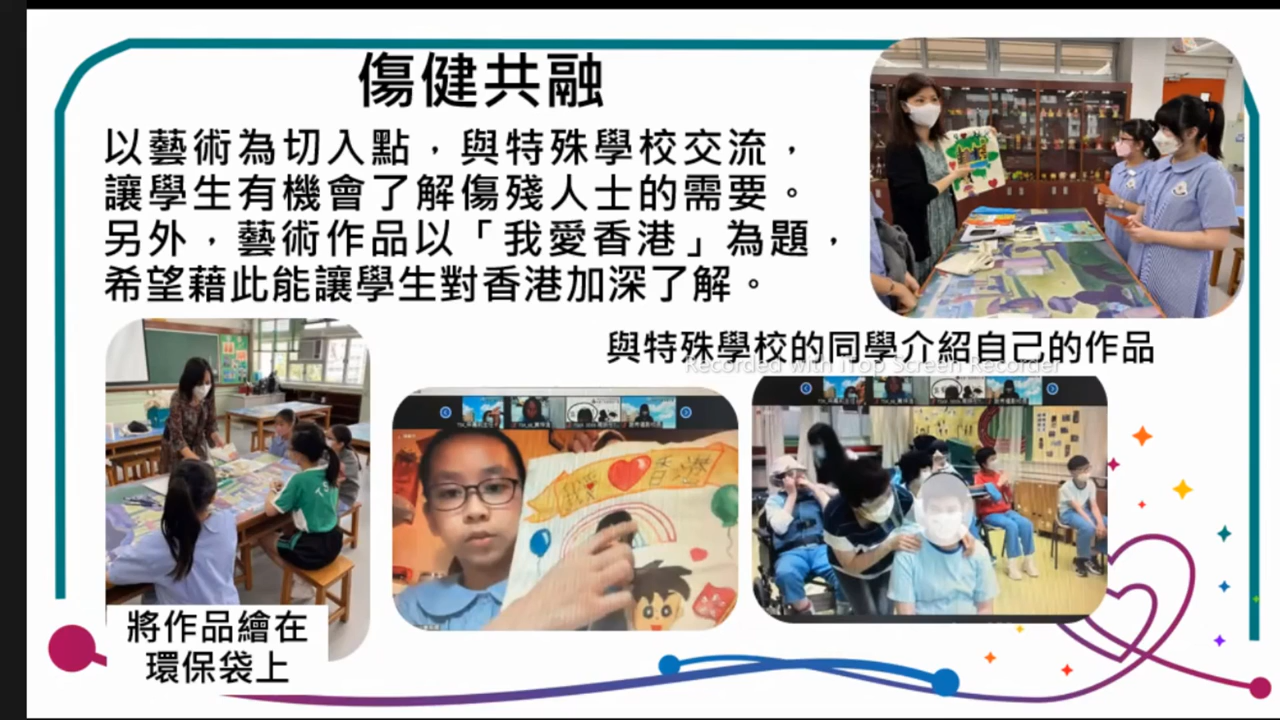 傷健共融
以藝術為切入點，與特殊學校交流，
讓學生有機會了解傷殘人士的需要。
另外，藝術作品以「我愛香港」為題，
希望藉此能讓學生對香港加深了解。
與特殊學校的同學介紹自己的作品
Recorded with iTop Screen Recorder
香港
將作品繪在
環保袋上